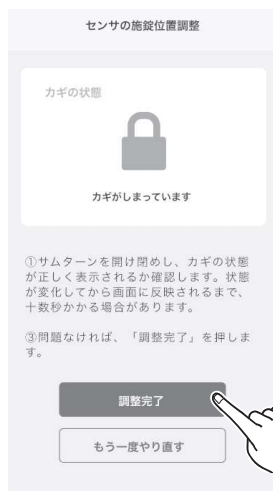 センサの施錠位置調整
カギの状態
カギがしまっています
①サムターンを開け閉めし、カギの状態
が正しく表示されるか確認します。状態
が変化してから画面に反映されるまで、
十数秒かかる場合があります。
③問題なければ、「調整完了」を押しま
す。
調整完了
もう一度やり直す